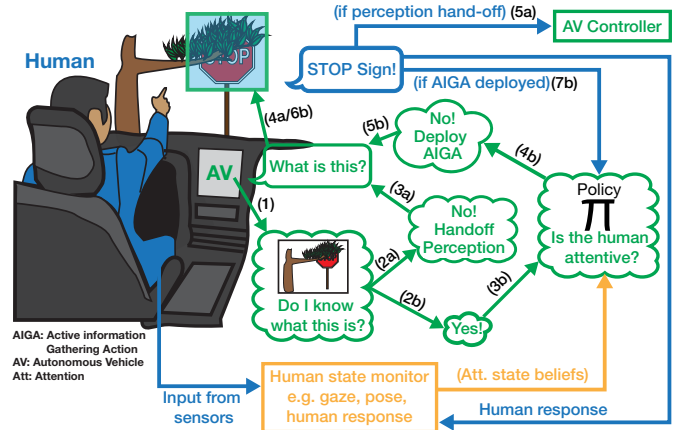 (if perception hand-off) (5a)
AV Controller
Human
STOP
STOP Sign!
(if AIGA deployed)(7b)
(4a/6b)
(5b)
No!
Deploy
AIGA
(4b)
What is this?
AV
(1)
(3a)
No!
Handoff
Perception
Policy
π
Is the human
attentive?
(2a)
Do I know
what this is?
(2b)
Yes!
(3b)
AIGA: Active information
Gathering Action
AV: Autonomous Vehicle
Att: Attention
Input from
sensors
Human state monitor
e.g. gaze, pose,
human response
(Att. state beliefs)
Human response